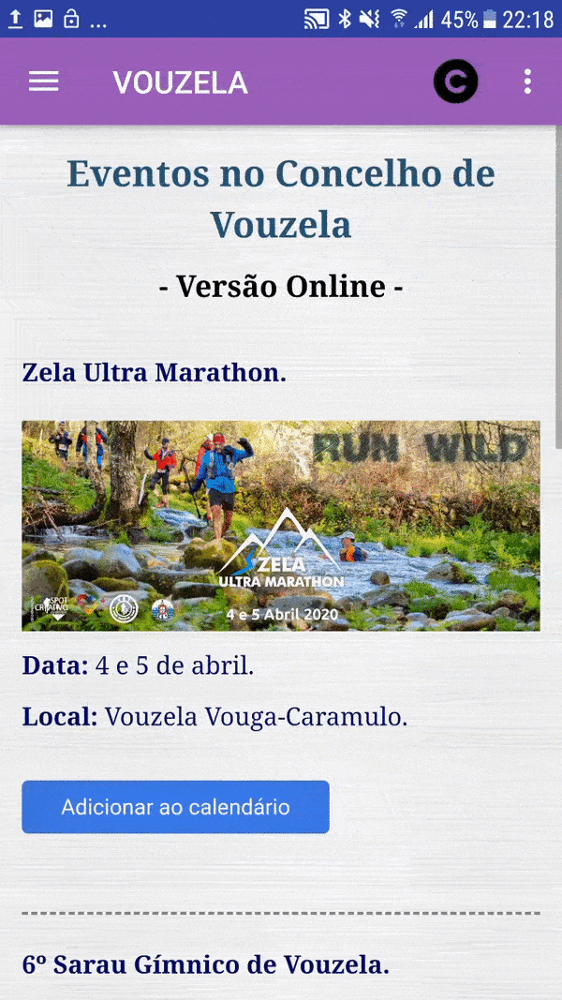 ... 45% 22:18
VOUZELA
C
Eventos no Concelho de
Vouzela
- Versão Online -
Zela Ultra Marathon.
RUN WILD
ZELA
ULTRA MARATHON
SPOT
CRIATIVO
4 e 5 Abril 2020
Data: 4 e 5 de abril.
Local: Vouzela Vouga-Caramulo.
Adicionar ao calendário
6º Sarau Gímnico de Vouzela.